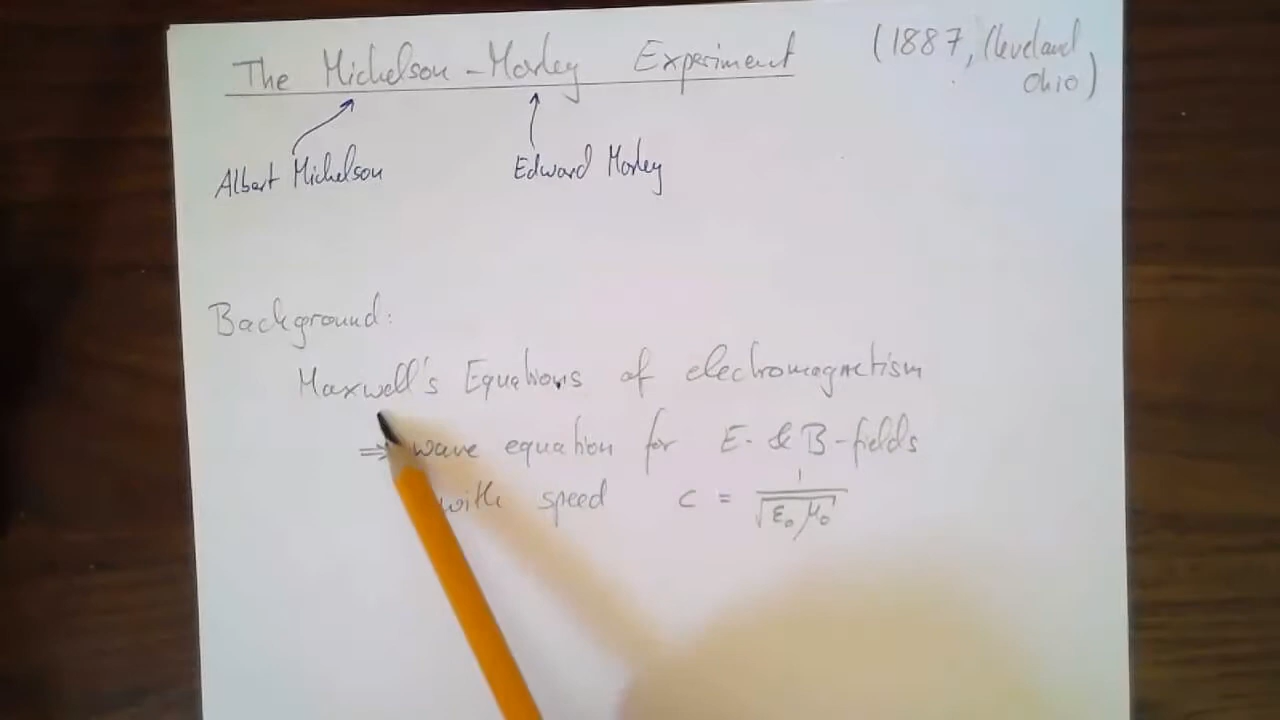 The Michelson-Morley Experiment (1887, Cleveland, Ohio)
Albert Michelson Edward Morley
Background:
Maxwell's Equations of electromagnetism
⇒ wave equation for E- & B-fields
with speed c = 1/√ε₀μ₀